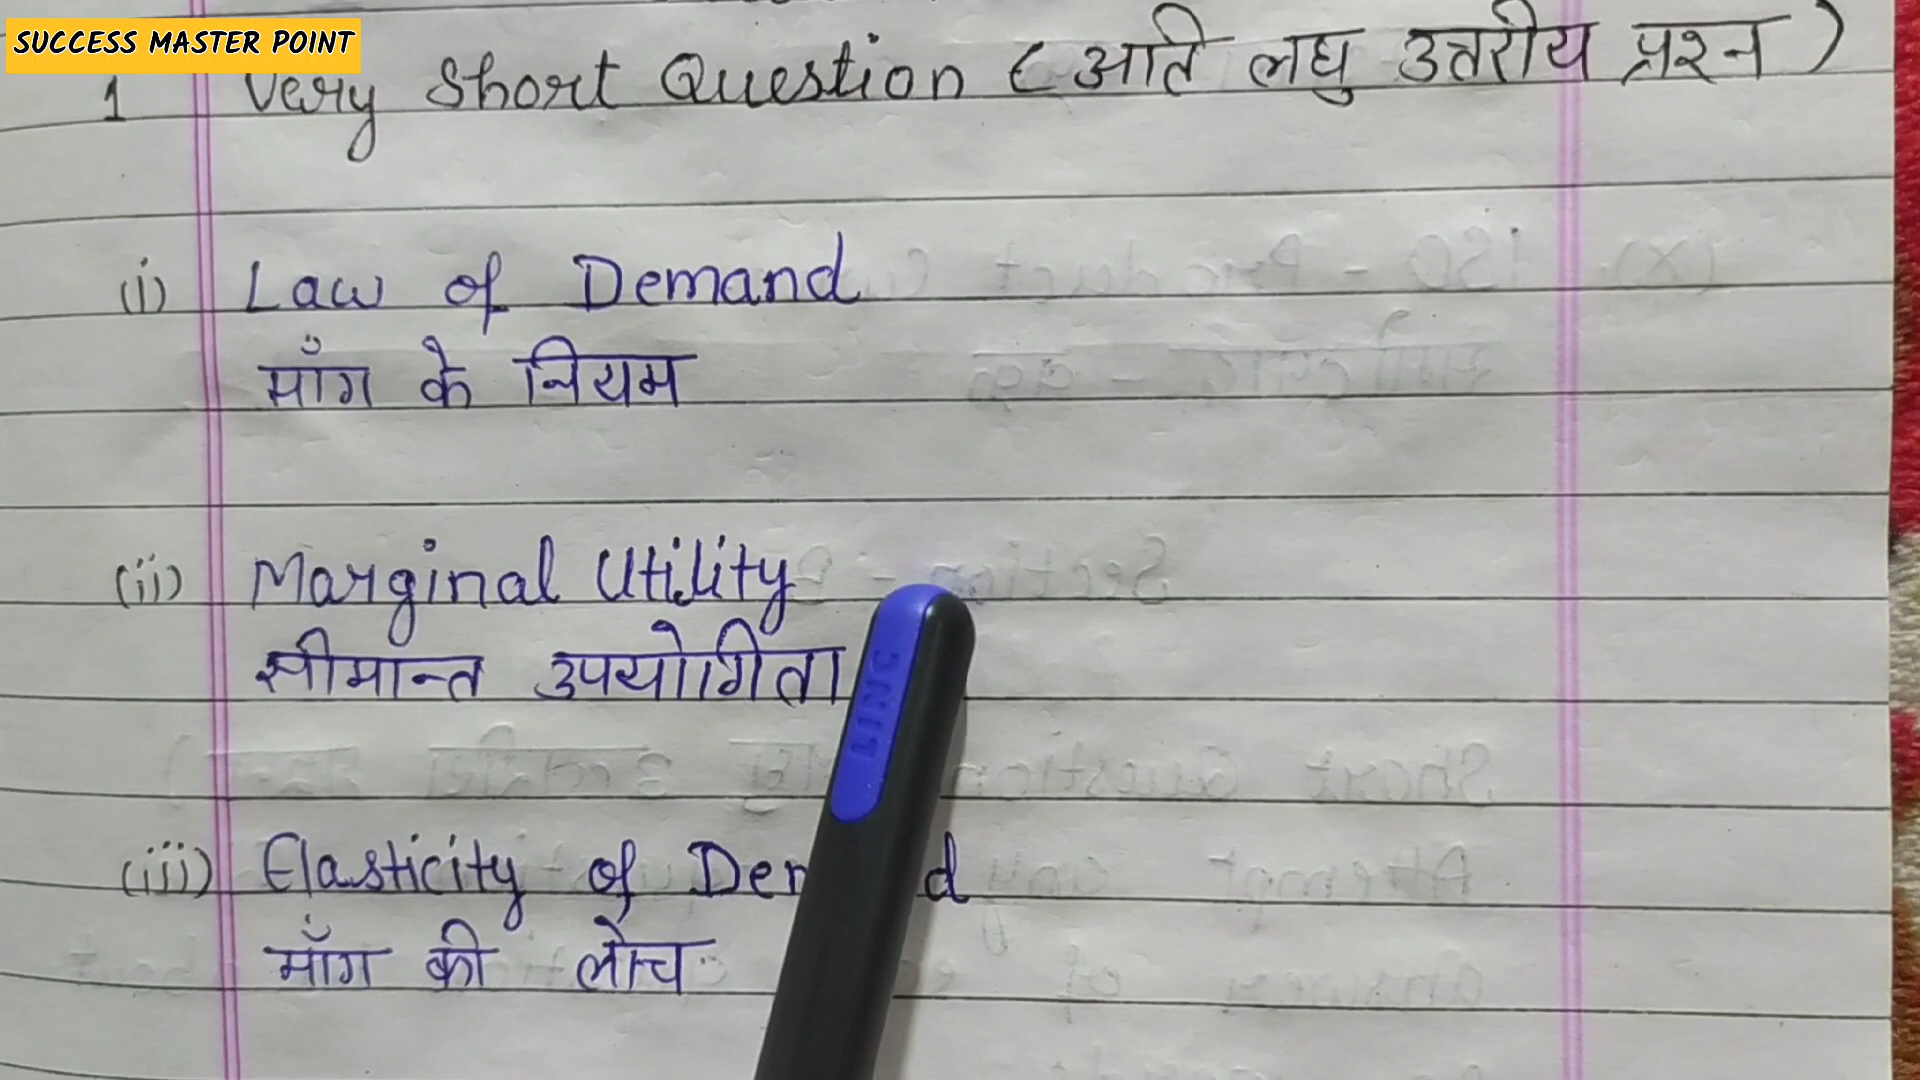 SUCCESS MASTER POINT
1 Very Short Question (अति लघु उत्तरीय प्रश्न)
(i) Law of Demand
माँग के नियम
(ii) Marginal Utility
सीमान्त उपयोगिता
LINC
(iii) Elasticity of Demand
माँग की लोच